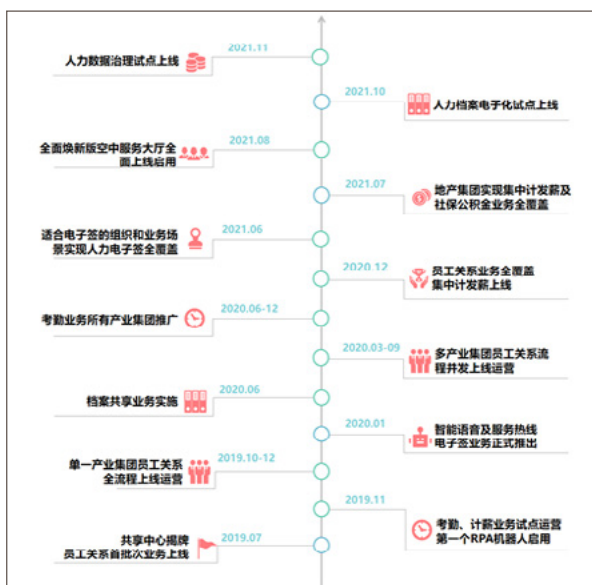 2021.11
人力数据治理试点上线
2021.10
人力档案电子化试点上线
2021.08
全面焕新版空中服务大厅全
面上线启用
2021.07
地产集团实现集中计发薪及
社保公积金业务全覆盖
2021.06
适合电子签的组织和业务场
景实现人力电子签全覆盖
2020.12
员工关系业务全覆盖
集中计发薪上线
2020.06-12
考勤业务所有产业集团推广
2020.03-09
多产业集团员工关系流
程并发上线运营
2020.06
档案共享业务实施
2020.01
智能语音及服务热线
电子签业务正式推出
2019.10-12
单一产业集团员工关系
全流程上线运营
2019.11
考勤、计薪业务试点运营
第一个RPA机器人启用
2019.07
共享中心揭牌
员工关系首批次业务上线